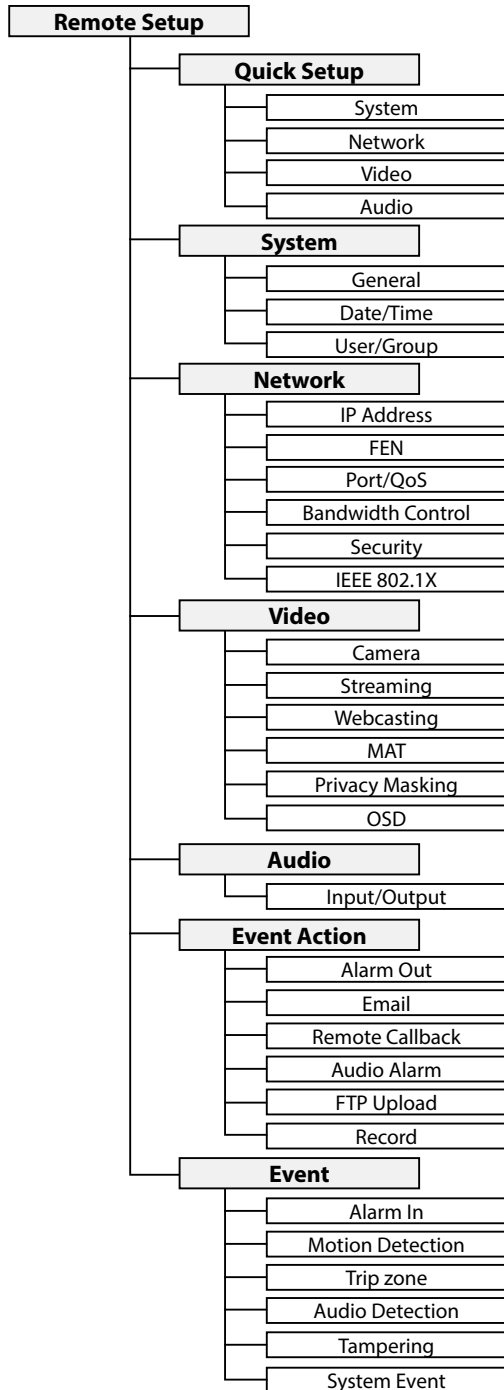 Remote Setup
Quick Setup
System
Network
Video
Audio
System
General
Date/Time
User/Group
Network
IP Address
FEN
Port/QoS
Bandwidth Control
Security
IEEE 802.1X
Video
Camera
Streaming
Webcasting
MAT
Privacy Masking
OSD
Audio
Input/Output
Event Action
Alarm Out
Email
Remote Callback
Audio Alarm
FTP Upload
Record
Event
Alarm In
Motion Detection
Trip zone
Audio Detection
Tampering
System Event